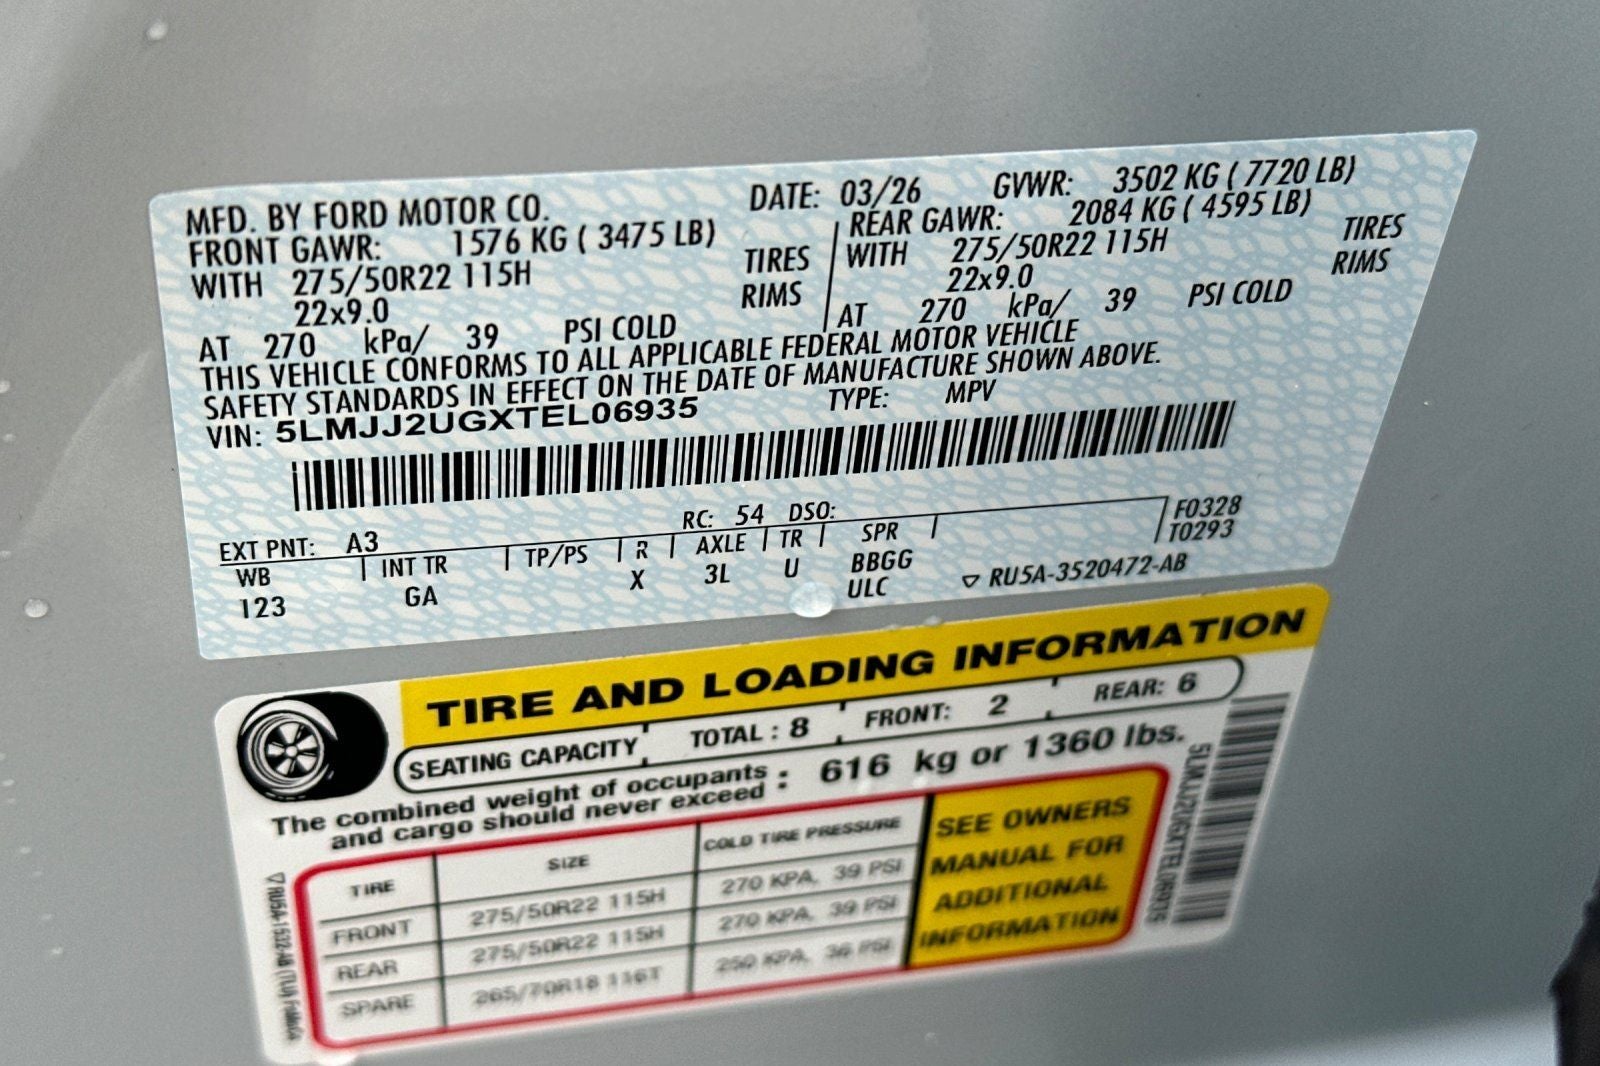 MFD. BY FORD MOTOR CO. DATE: 03/26 GVWR: 3502 KG ( 7720 LB)
FRONT GAWR: 1576 KG ( 3475 LB) REAR GAWR: 2084 KG ( 4595 LB)
WITH 275/50R22 115H TIRES WITH 275/50R22 115H TIRES
22x9.0 RIMS 22x9.0 RIMS
AT 270 kPa/ 39 PSI COLD AT 270 kPa/ 39 PSI COLD
THIS VEHICLE CONFORMS TO ALL APPLICABLE FEDERAL MOTOR VEHICLE
SAFETY STANDARDS IN EFFECT ON THE DATE OF MANUFACTURE SHOWN ABOVE.
VIN: 5LMJJ2UGXTEL06935 TYPE: MPV
EXT PNT: A3 RC: 54 DSO: F0328
WB INT TR TP/PS R AXLE TR SPR T0293
123 GA X 3L U BBGG
ULC ▽ RU5A-3520472-AB
TIRE AND LOADING INFORMATION
SEATING CAPACITY TOTAL : 8 FRONT: 2 REAR: 6
The combined weight of occupants
and cargo should never exceed : 616 kg or 1360 lbs.
TIRE SIZE COLD TIRE PRESSURE
FRONT 275/50R22 115H 270 KPA, 39 PSI
REAR 275/50R22 115H 270 KPA, 39 PSI
SPARE 265/70R18 116T 250 KPA, 36 PSI
SEE OWNERS
MANUAL FOR
ADDITIONAL
INFORMATION
5LMJJ2UGXTEL06935